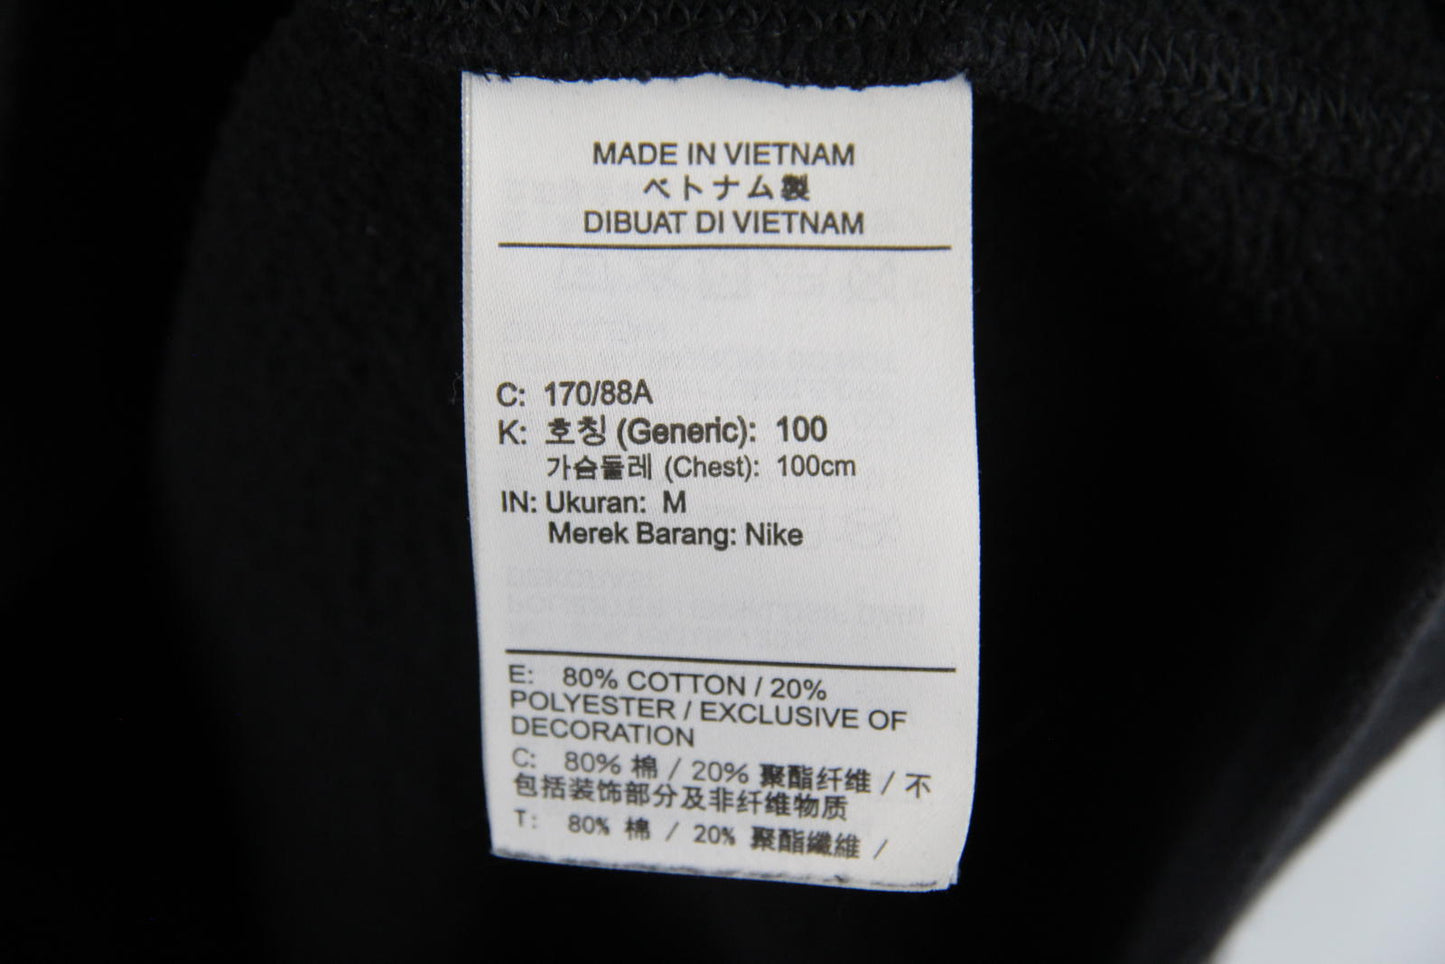 MADE IN VIETNAM
ベトナム製
DIBUAT DI VIETNAM
C: 170/88A
K: 호칭 (Generic): 100
가슴둘레 (Chest): 100cm
IN: Ukuran: M
Merek Barang: Nike
E: 80% COTTON / 20%
POLYESTER / EXCLUSIVE OF
DECORATION
C: 80% 棉 / 20% 聚酯纤维 / 不
包括装饰部分及非纤维物质
T: 80% 棉 / 20% 聚酯纖維 /